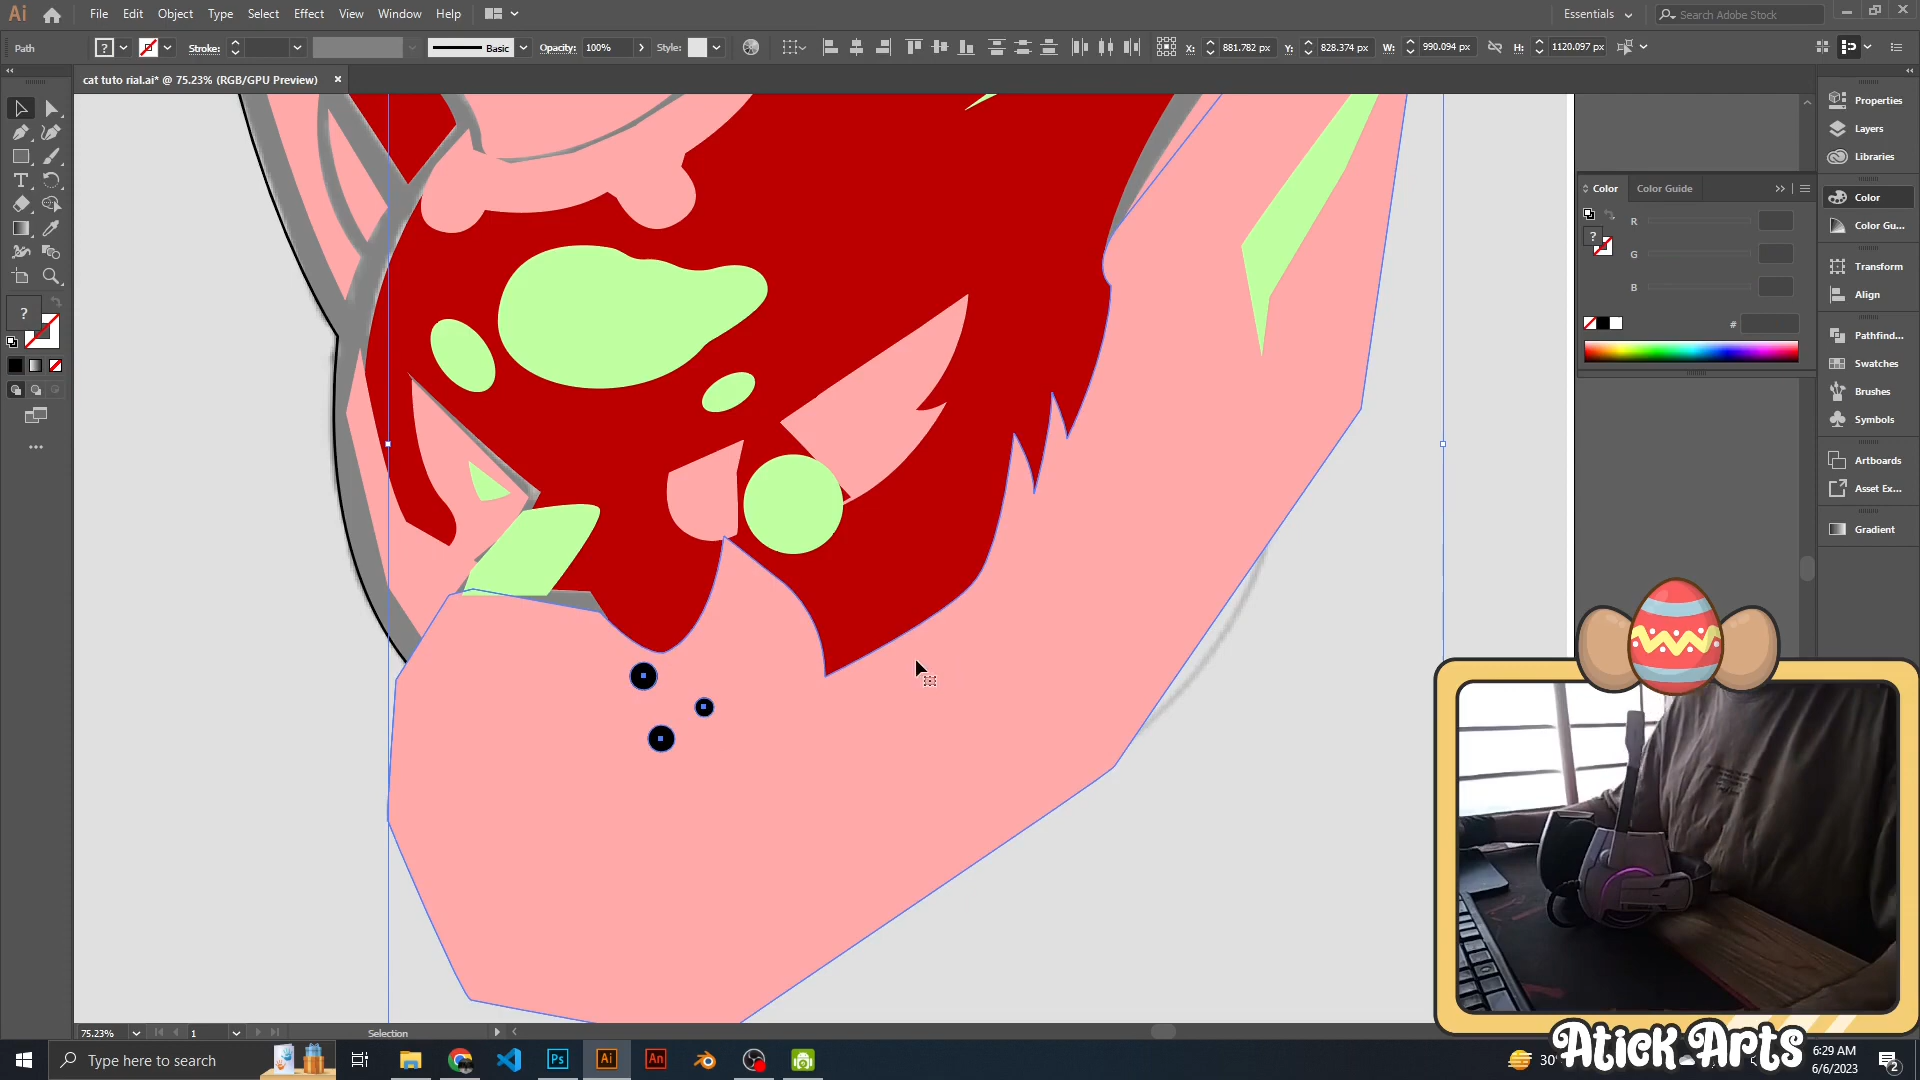 Ai File Edit Object Type Select Effect View Window Help Essentials Search Adobe Stock
Path ? Stroke: Basic Opacity: 100% Style: X: 881.782 px Y: 828.374 px W: 990.094 px H: 1120.097 px
cat tuto rial.ai* @ 75.23% (RGB/GPU Preview) ×
Properties
Layers
Libraries
Color Color Guide
R
? G
B
#
Color
Color Gu...
Transform
Align
Pathfind...
Swatches
Brushes
Symbols
Artboards
Asset Ex...
Gradient
T
?
75.23% 1 Selection
Type here to search
Ps Ai An
30°
Atick Arts
6:29 AM
6/6/2023
2